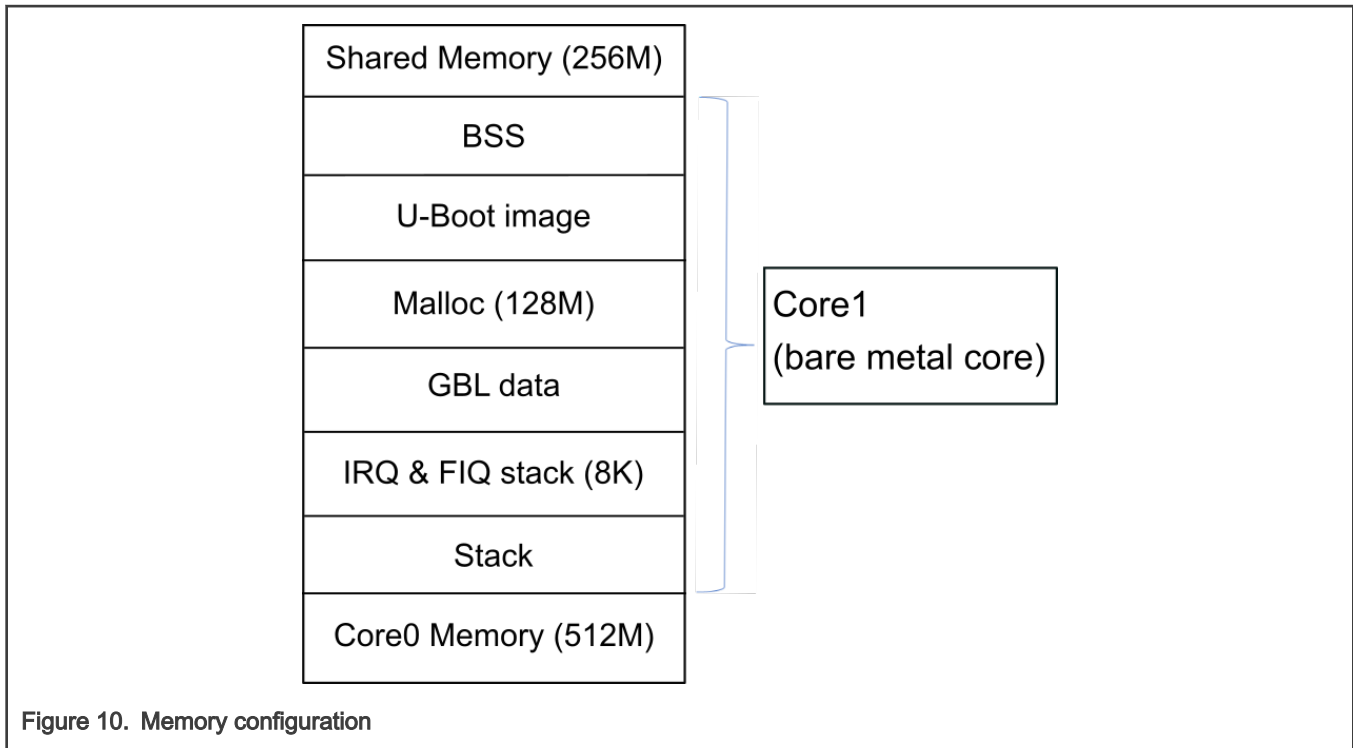 Shared Memory (256M)
BSS
U-Boot image
Malloc (128M)
GBL data
IRQ & FIQ stack (8K)
Stack
Core0 Memory (512M)
Core1
(bare metal core)
Figure 10. Memory configuration